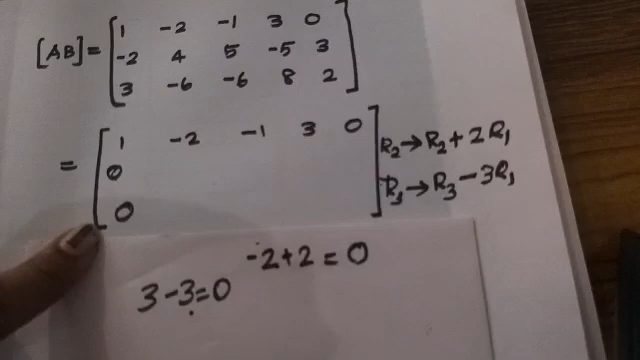 1 -2 -1 3 0
[AB]= -2 4 5 -5 3
3 -6 -6 8 2
= 1 -2 -1 3 0
R₂→R₂+2R₁
0
R₃→R₃-3R₁
0
-2+2=0
3-3=0